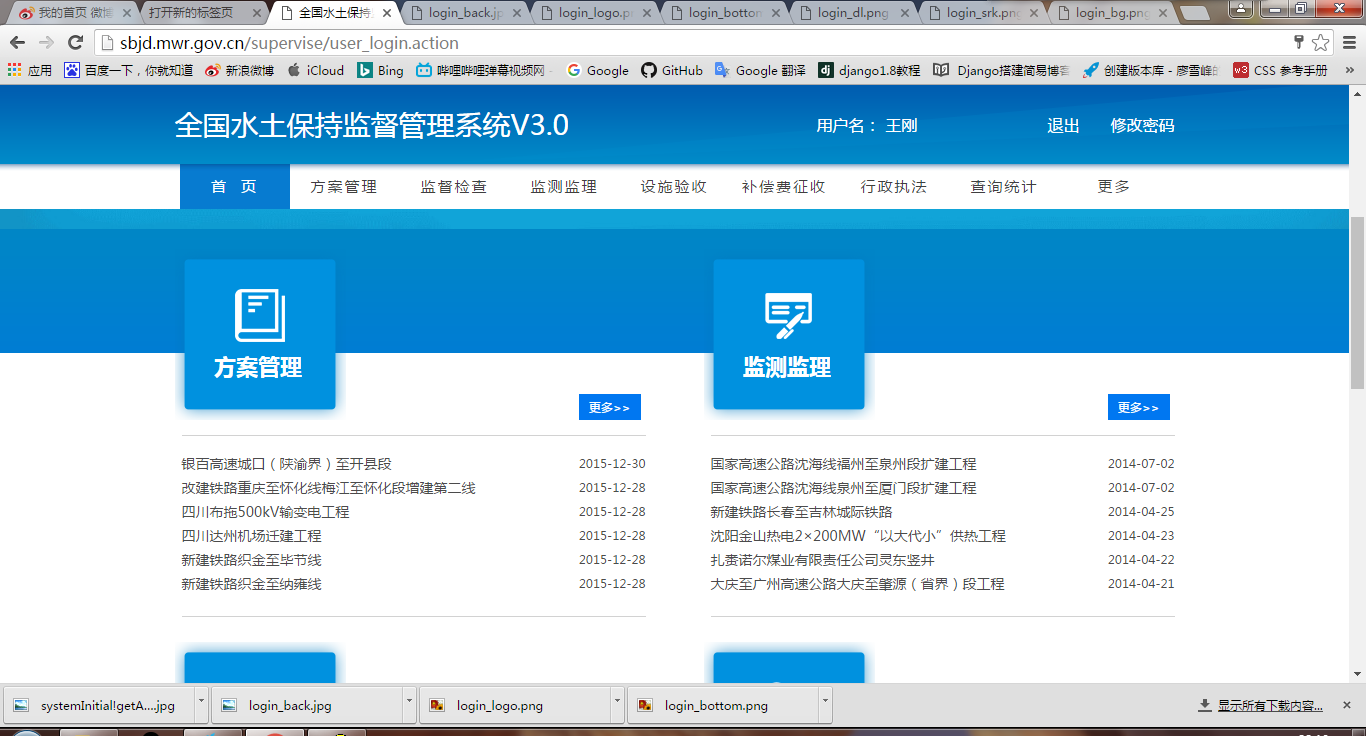 我的首页 微博
打开新的标签页
全国水土保持
login_back.jp
login_logo.p
login_botton
login_dl.png
login_srk.png
login_bg.png
sbjd.mwr.gov.cn/supervise/user_login.action
应用 百度一下，你就知道 新浪微博 iCloud Bing 哔哩哔哩弹幕视频网 - Google GitHub Google 翻译 django1.8教程 Django搭建简易博客 创建版本库 - 廖雪峰的 CSS 参考手册 »
全国水土保持监督管理系统V3.0 用户名： 王刚 退出 修改密码
首 页 方案管理 监督检查 监测监理 设施验收 补偿费征收 行政执法 查询统计 更多
方案管理
更多>>
银百高速城口（陕渝界）至开县段 2015-12-30
改建铁路重庆至怀化线梅江至怀化段增建第二线 2015-12-28
四川布拖500kV输变电工程 2015-12-28
四川达州机场迁建工程 2015-12-28
新建铁路织金至毕节线 2015-12-28
新建铁路织金至纳雍线 2015-12-28
监测监理
更多>>
国家高速公路沈海线福州至泉州段扩建工程 2014-07-02
国家高速公路沈海线泉州至厦门段扩建工程 2014-07-02
新建铁路长春至吉林城际铁路 2014-04-25
沈阳金山热电2×200MW“以大代小”供热工程 2014-04-23
扎赉诺尔煤业有限责任公司灵东竖井 2014-04-22
大庆至广州高速公路大庆至肇源（省界）段工程 2014-04-21
systemInitial!getA....jpg login_back.jpg login_logo.png login_bottom.png 显示所有下载内容...